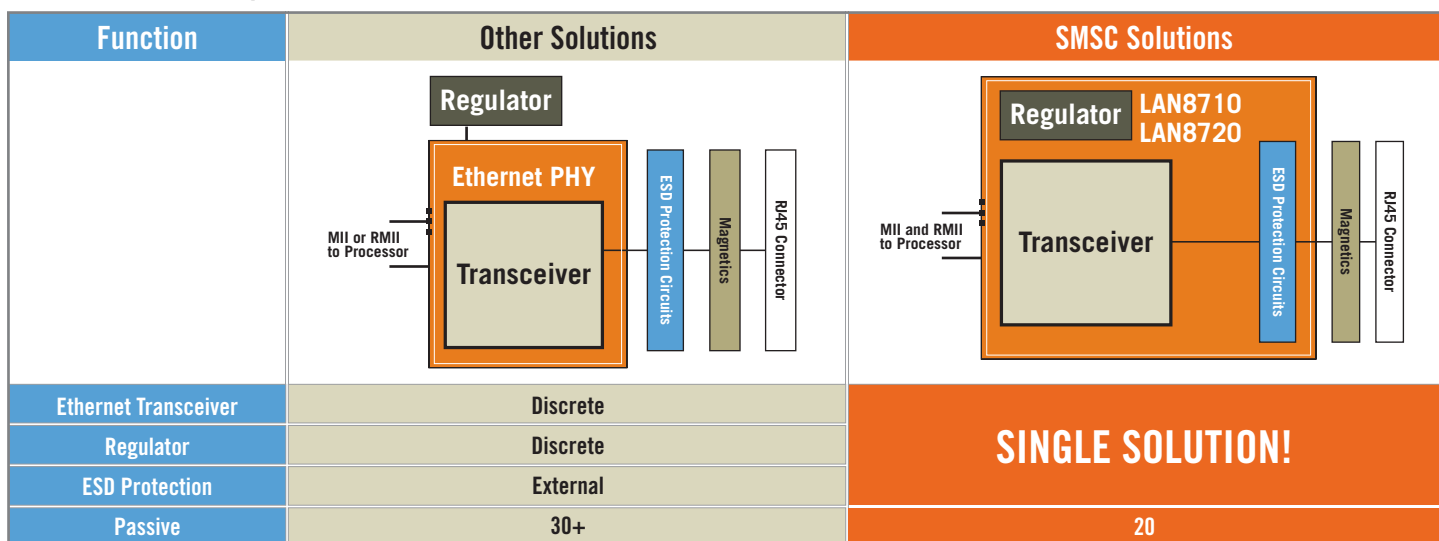 Function
Other Solutions
SMSC Solutions
Regulator
Ethernet PHY
Transceiver
MII or RMII
to Processor
ESD Protection Circuits
Magnetics
RJ45 Connector
Regulator
LAN8710
LAN8720
Transceiver
MII and RMII
to Processor
ESD Protection Circuits
Magnetics
RJ45 Connector
Ethernet Transceiver
Discrete
Regulator
Discrete
SINGLE SOLUTION!
ESD Protection
External
Passive
30+
20